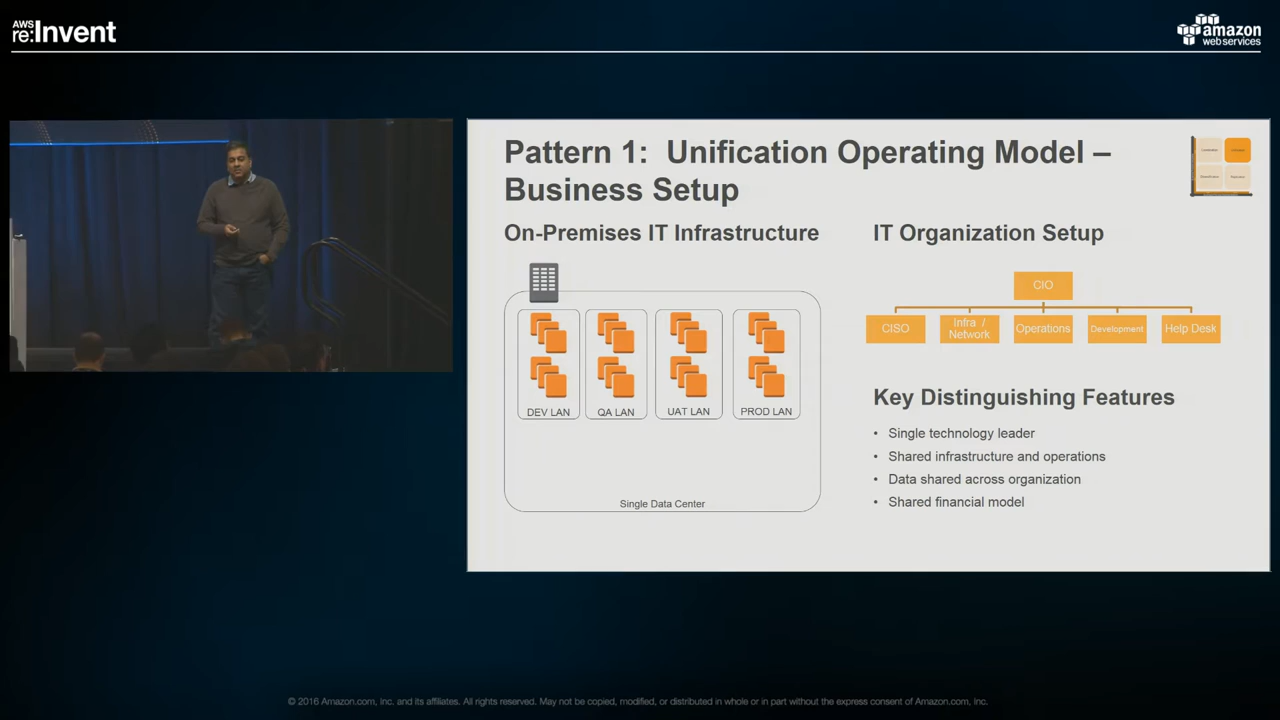 AWS
re:Invent
amazon
web services
Pattern 1: Unification Operating Model –
Business Setup
On-Premises IT Infrastructure
DEV LAN
QA LAN
UAT LAN
PROD LAN
Single Data Center
IT Organization Setup
CIO
CISO
Infra /
Network
Operations
Development
Help Desk
Key Distinguishing Features
• Single technology leader
• Shared infrastructure and operations
• Data shared across organization
• Shared financial model
© 2016 Amazon.com, Inc. and its affiliates. All rights reserved. May not be copied, modified, or distributed in whole or in part without the express consent of Amazon.com, Inc.